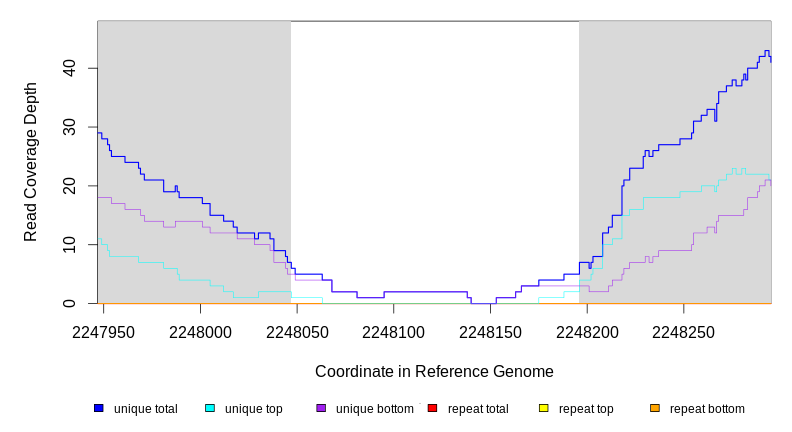 Read Coverage Depth
40
30
20
10
0
2247950 2248000 2248050 2248100 2248150 2248200 2248250
Coordinate in Reference Genome
unique total unique top unique bottom repeat total repeat top repeat bottom